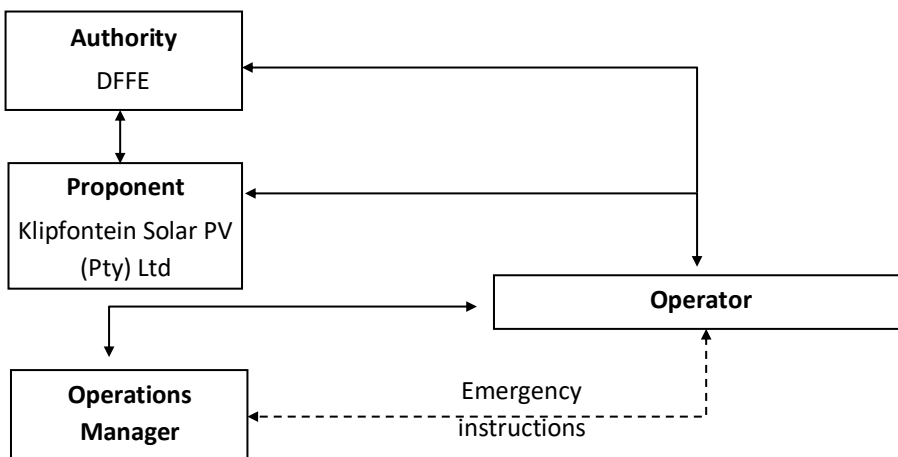 Authority
DFFE
Proponent
Klipfontein Solar PV
(Pty) Ltd
Operator
Operations
Manager
Emergency
instructions